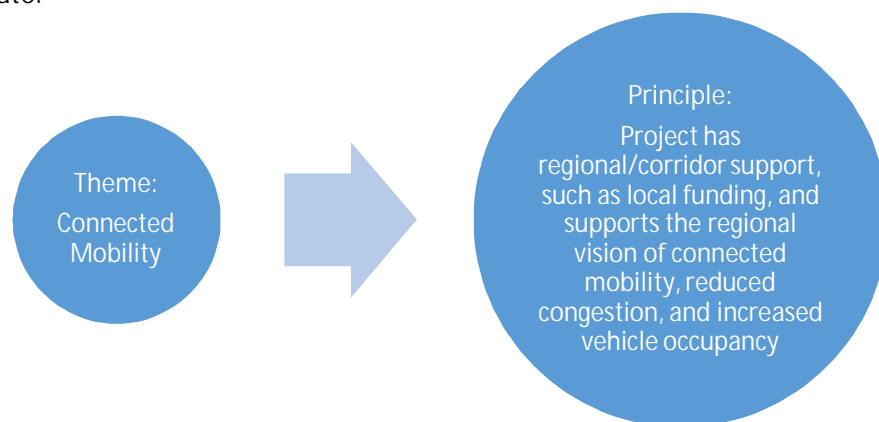 Theme:
Connected
Mobility
Principle:
Project has
regional/corridor support,
such as local funding, and
supports the regional
vision of connected
mobility, reduced
congestion, and increased
vehicle occupancy